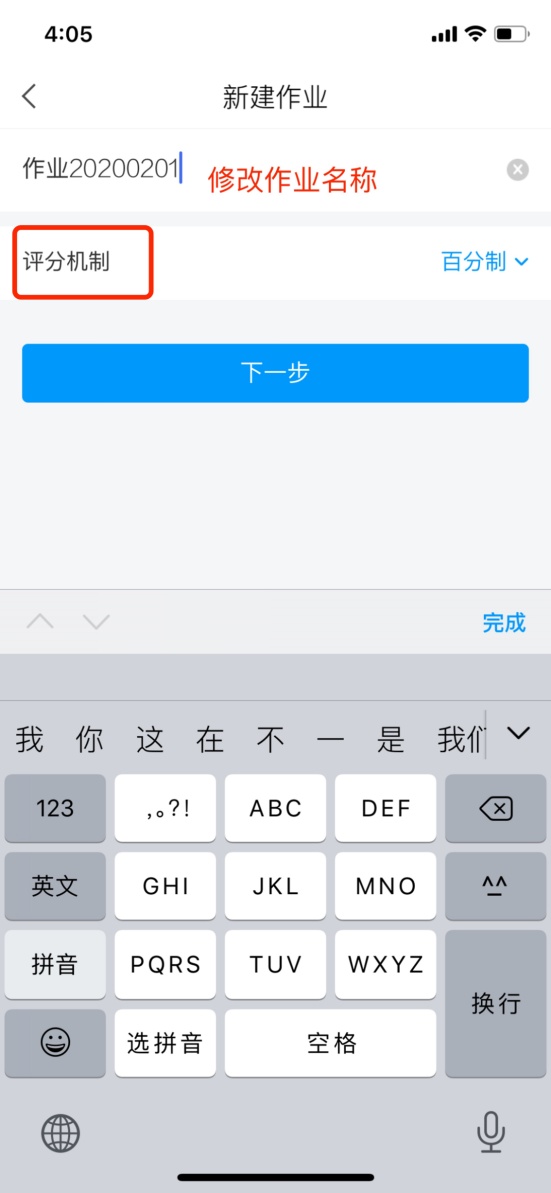 4:05
新建作业
作业20200201 修改作业名称
评分机制 百分制
下一步
完成
我 你 这 在 不 一 是 我们
123 ,。?! ABC DEF
英文 GHI JKL MNO ^^
拼音 PQRS TUV WXYZ
换行
选拼音 空格